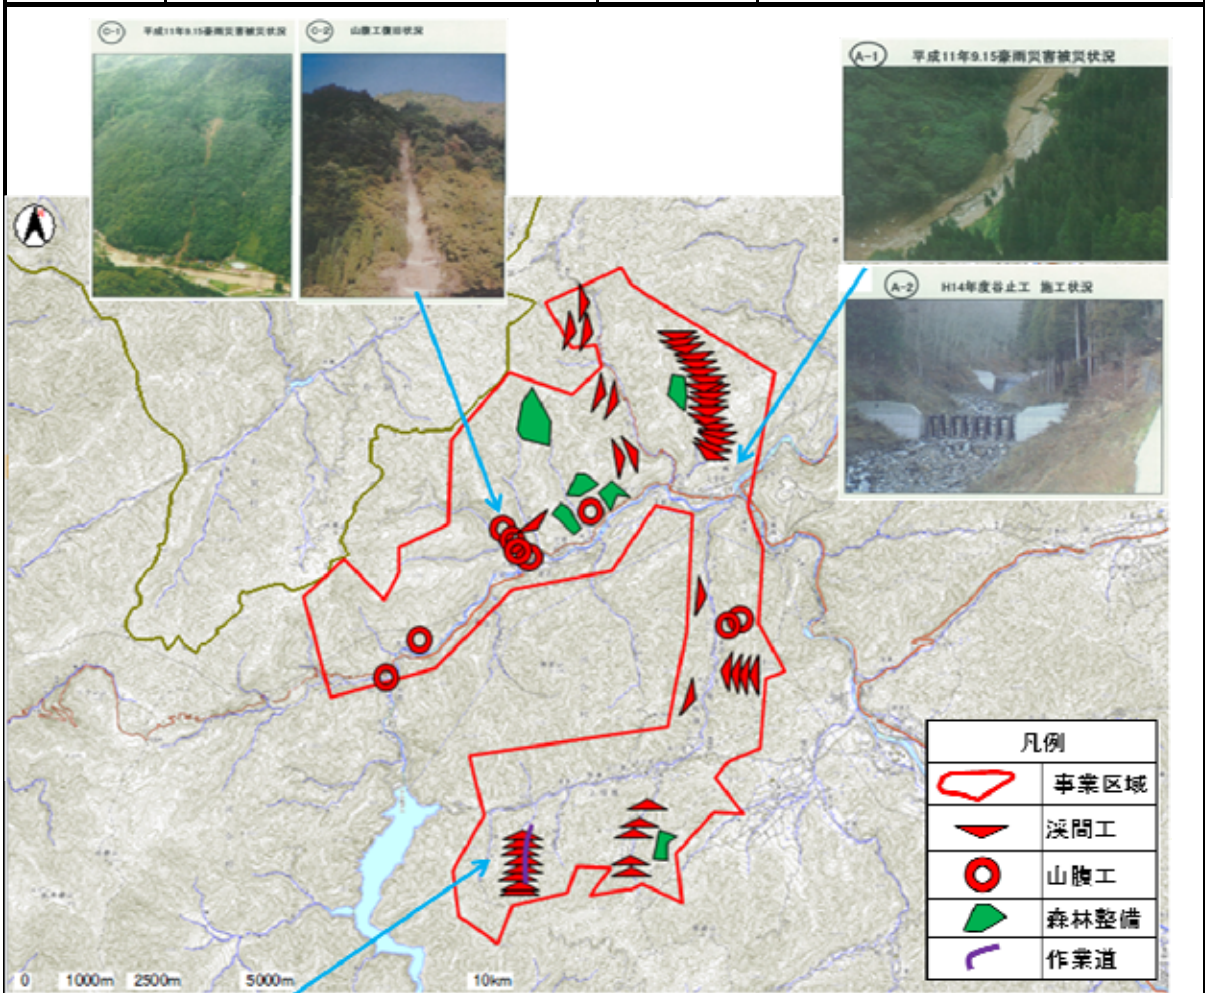 C-1 平成11年9.15豪雨災害被災状況
C-2 山腹工復旧状況
A-1 平成11年9.15豪雨災害被災状況
A-2 H14年度谷止工 施工状況
凡例
事業区域
渓間工
山腹工
森林整備
作業道
0 1000m 2500m 5000m 10km